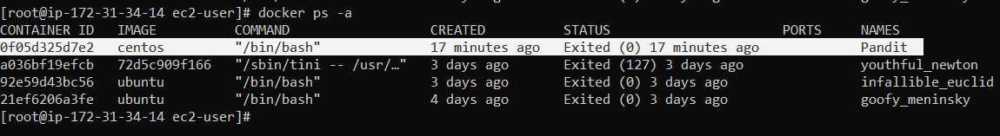 [root@ip-172-31-34-14 ec2-user]# docker ps -a
CONTAINER ID   IMAGE          COMMAND                  CREATED          STATUS                      PORTS     NAMES
0f05d325d7e2   centos         "/bin/bash"              17 minutes ago   Exited (0) 17 minutes ago             Pandit
a036bf19efcb   72d5c909f166   "/sbin/tini -- /usr/…"   3 days ago       Exited (127) 3 days ago               youthful_newton
92e59d43bc56   ubuntu         "/bin/bash"              3 days ago       Exited (0) 3 days ago                 infallible_euclid
21ef6206a3fe   ubuntu         "/bin/bash"              4 days ago       Exited (0) 3 days ago                 goofy_meninsky
[root@ip-172-31-34-14 ec2-user]#